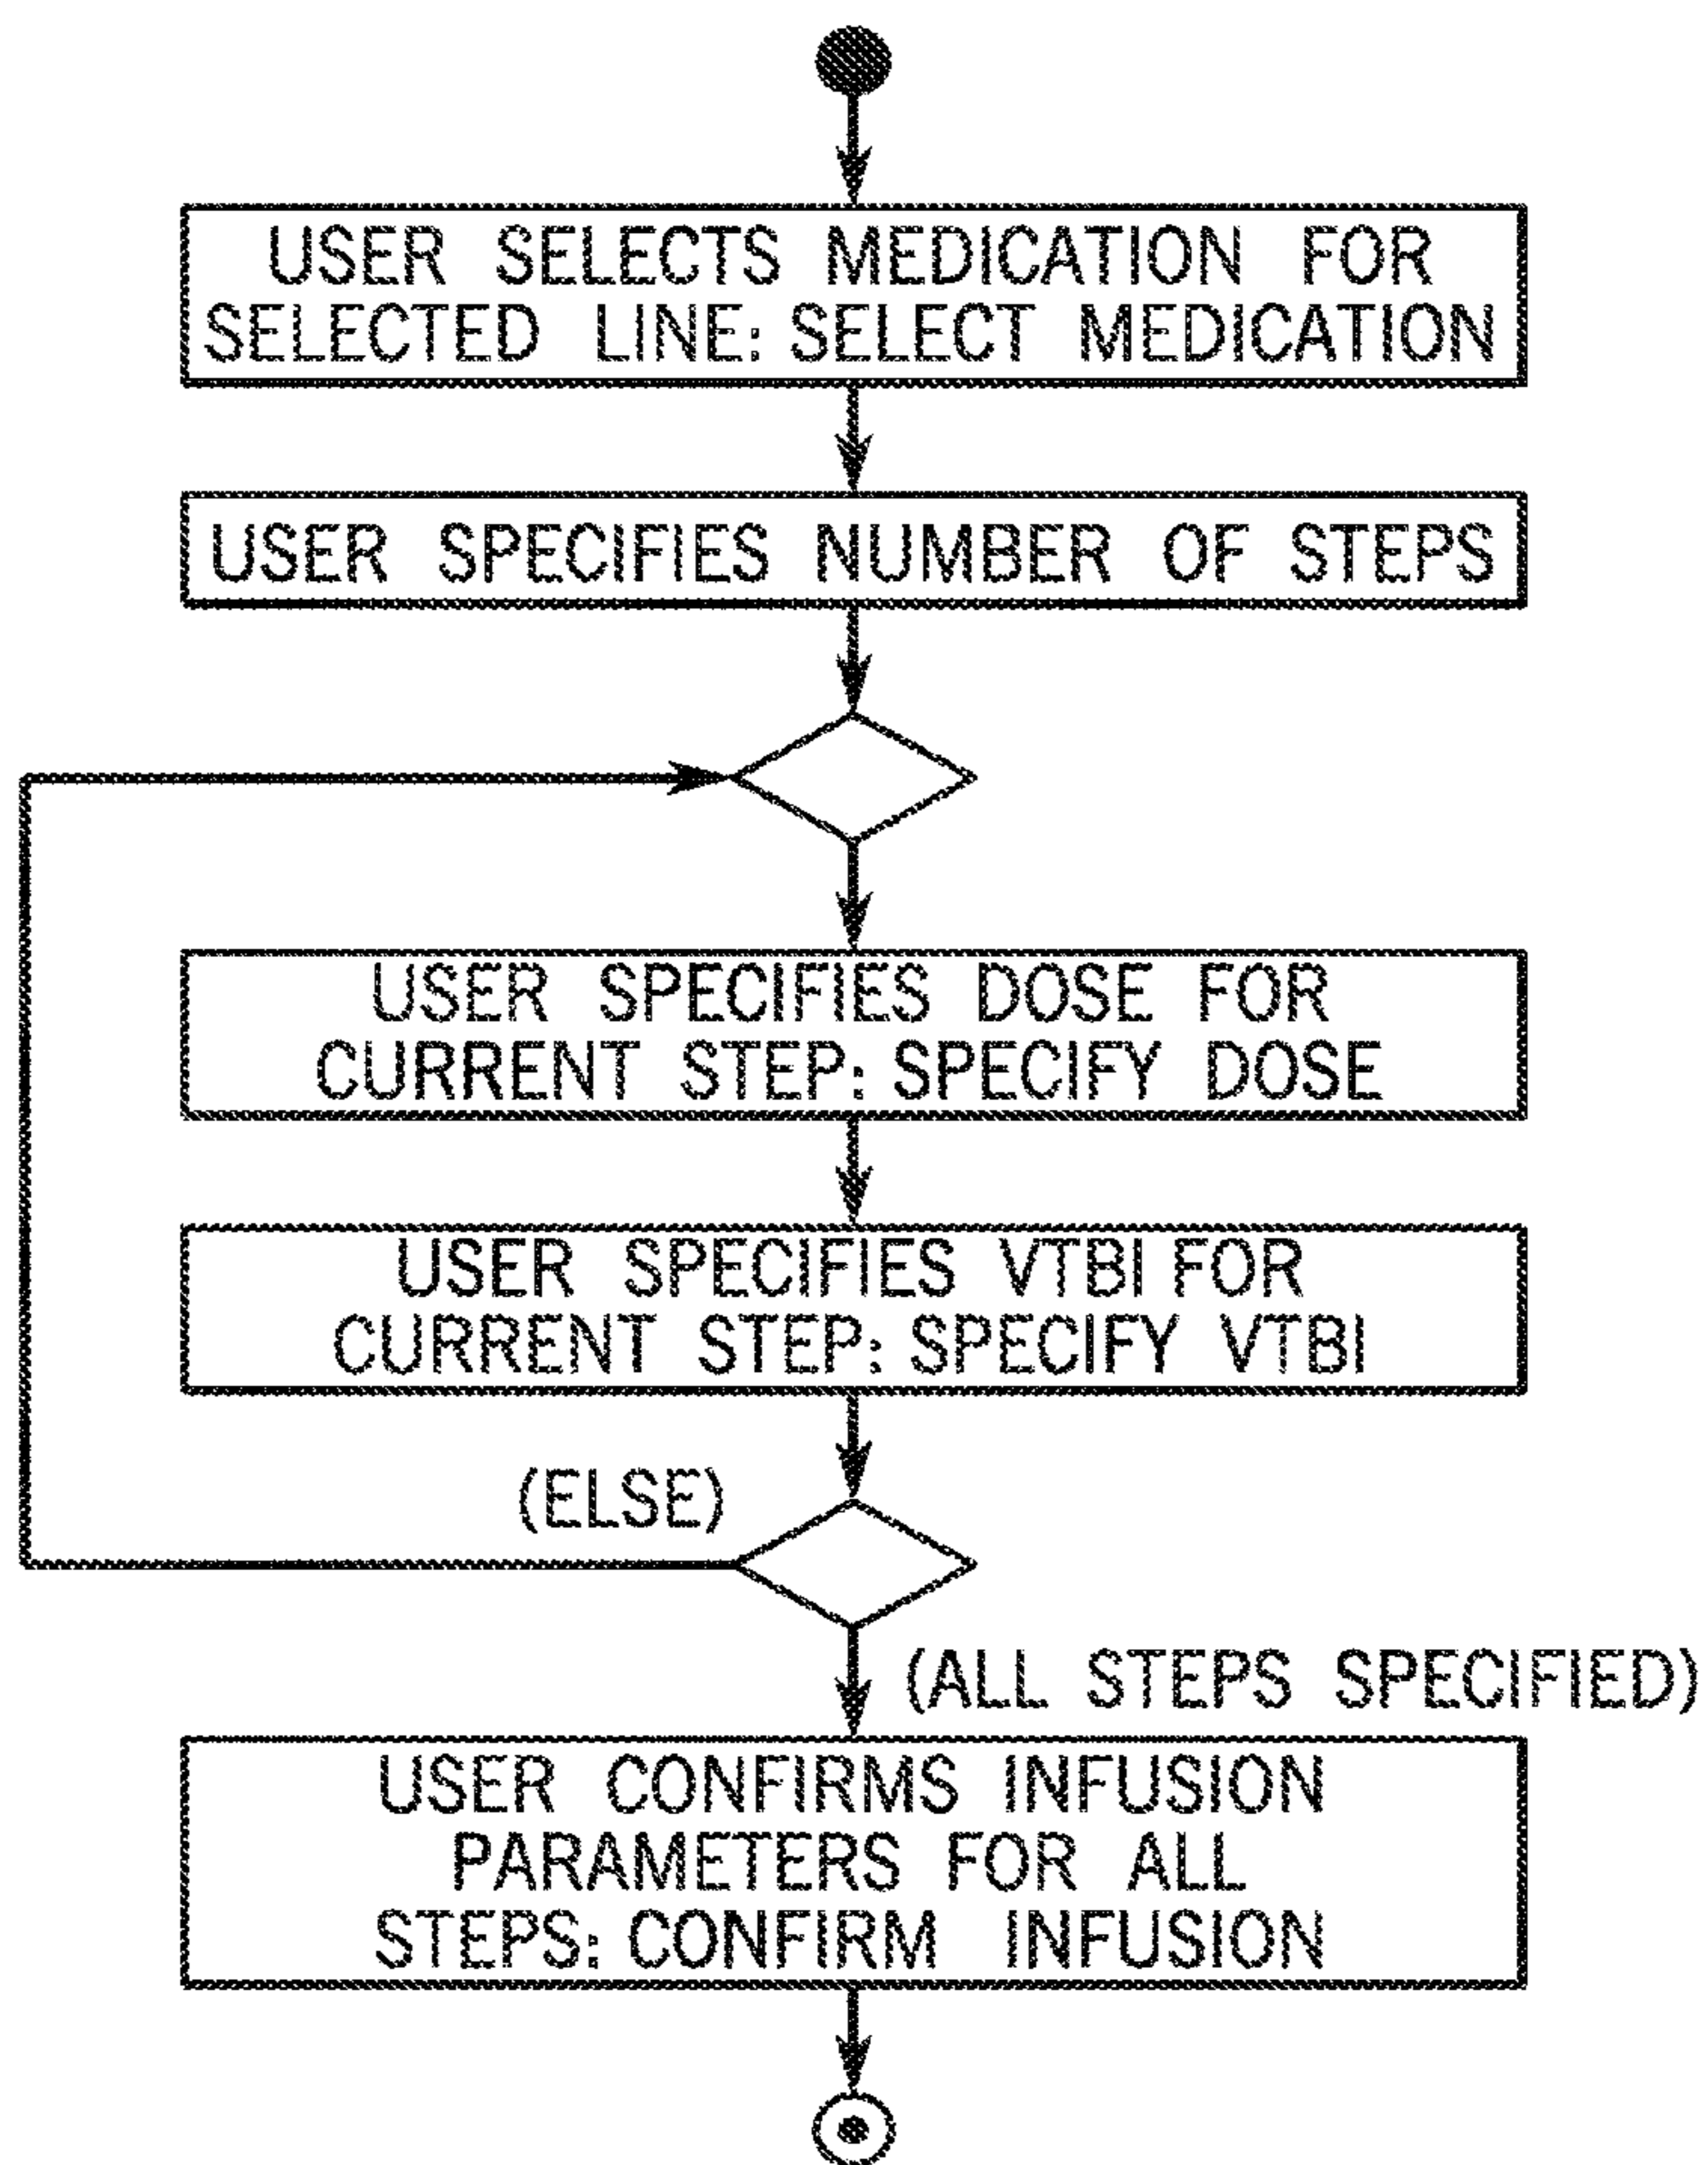 USER SELECTS MEDICATION FOR
SELECTED LINE: SELECT MEDICATION
USER SPECIFIES NUMBER OF STEPS
USER SPECIFIES DOSE FOR
CURRENT STEP: SPECIFY DOSE
USER SPECIFIES VTBI FOR
CURRENT STEP: SPECIFY VTBI
(ELSE)
(ALL STEPS SPECIFIED)
USER CONFIRMS INFUSION
PARAMETERS FOR ALL
STEPS: CONFIRM INFUSION